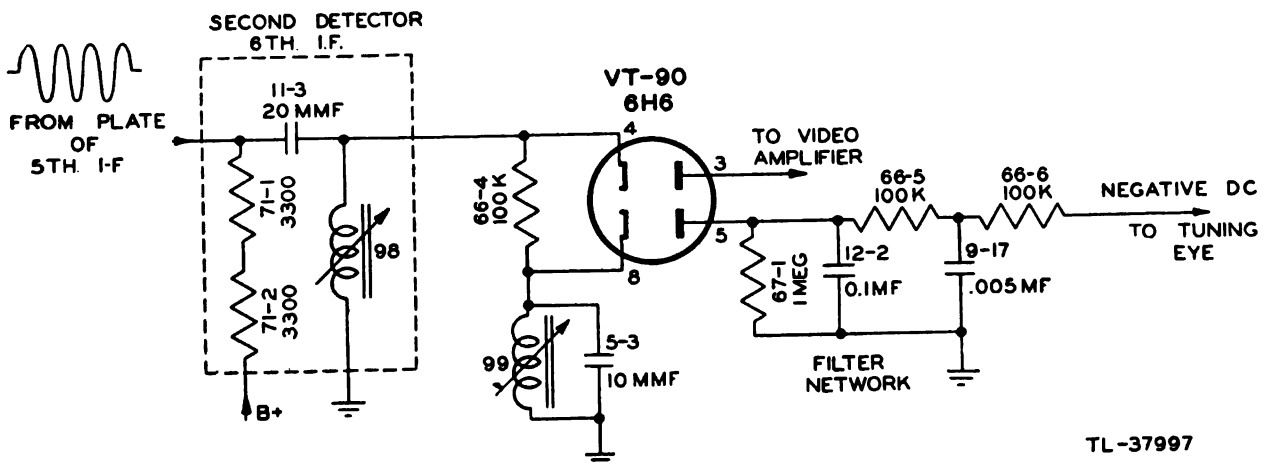 SECOND DETECTOR
6TH. I.F.
FROM PLATE
OF
5TH. I-F
11-3
20 MMF
71-1
3300
71-2
3300
98
B+
66-4
100K
99
5-3
10 MMF
VT-90
6H6
4
3
5
8
TO VIDEO
AMPLIFIER
67-1
1 MEG
12-2
0.1MF
66-5
100K
9-17
.005MF
66-6
100K
NEGATIVE DC
TO TUNING
EYE
FILTER
NETWORK
TL-37997